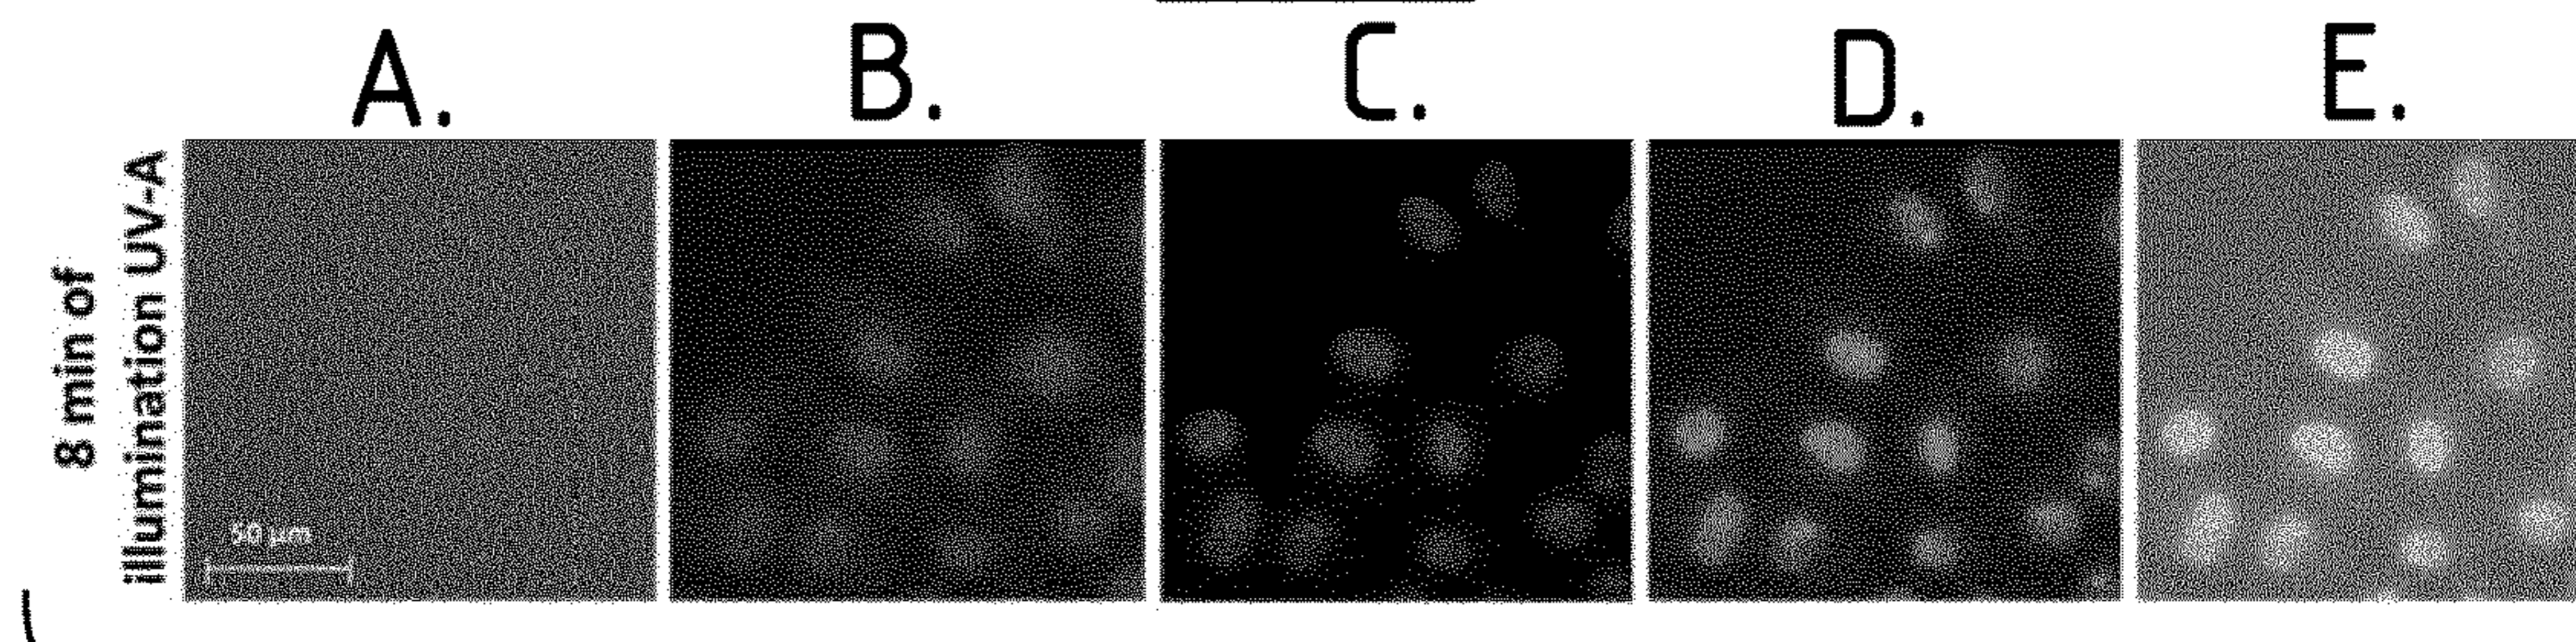 A.
B.
C.
D.
E.
8 min of
illumination UV-A
50 µm